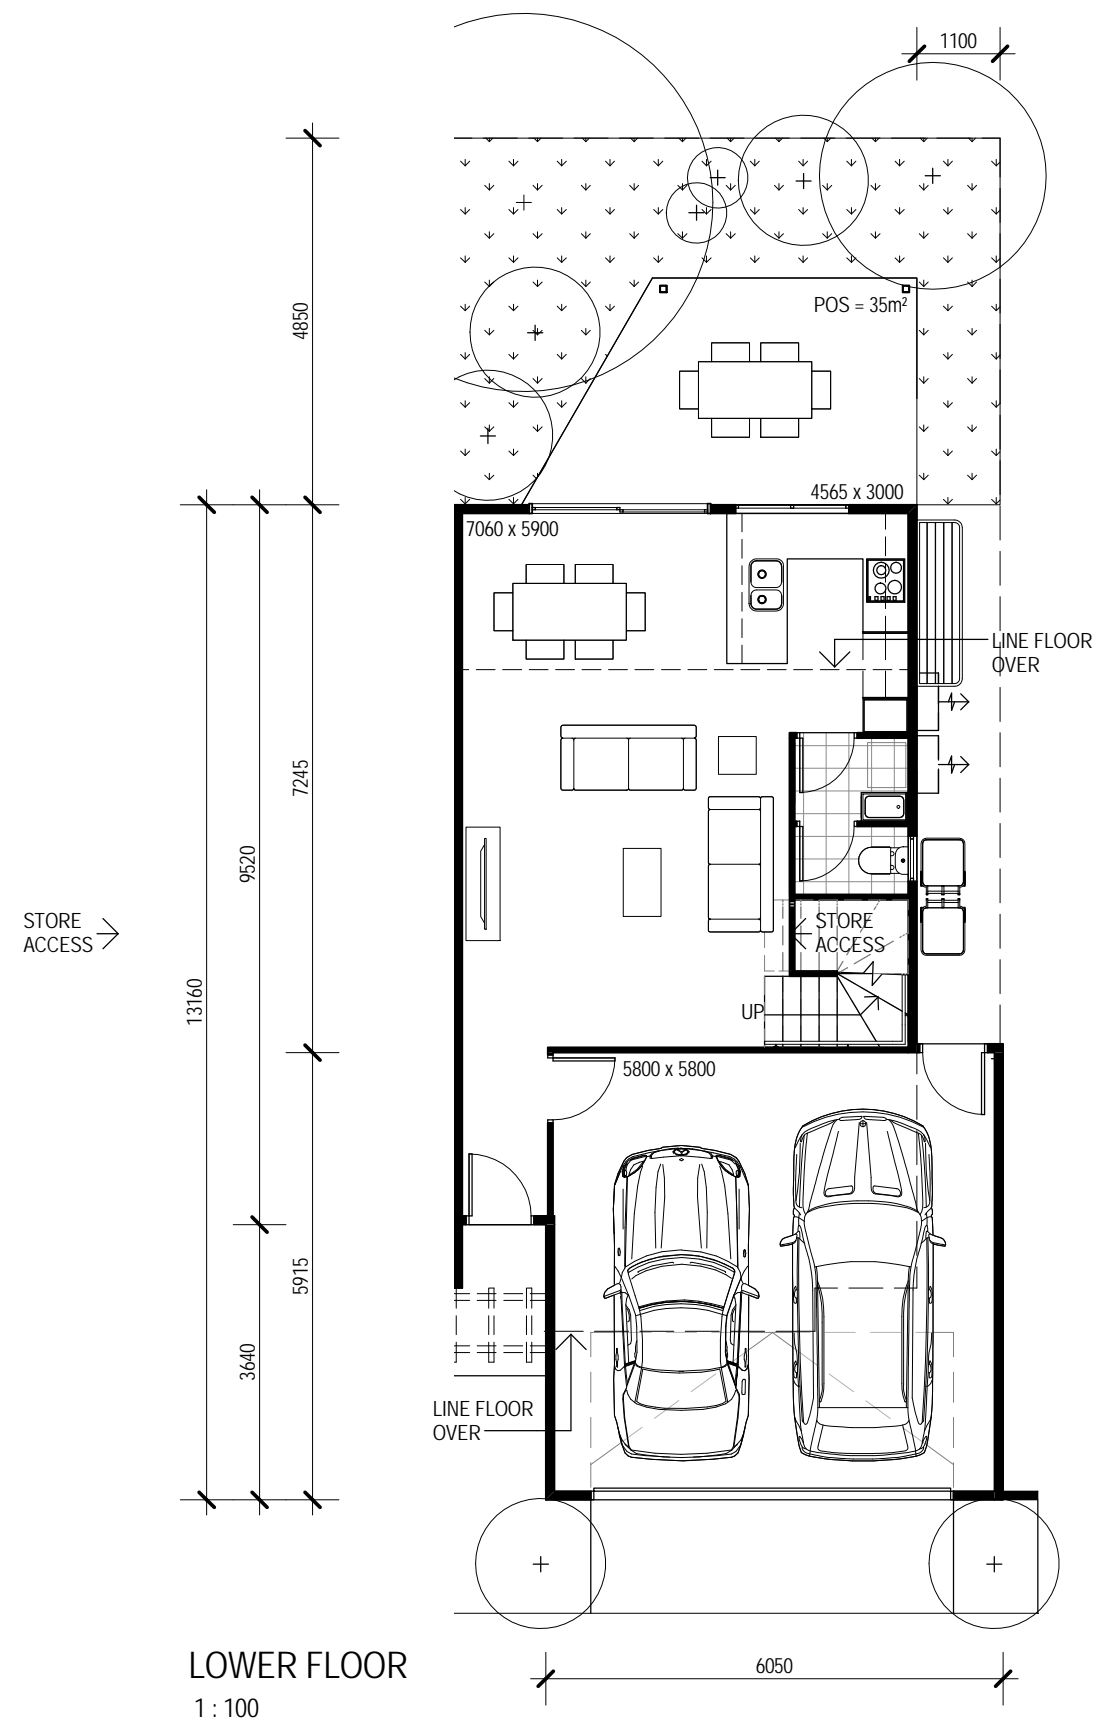 1100
4850
POS = 35m²
4565 x 3000
7060 x 5900
LINE FLOOR
OVER
7245
9520
13160
STORE
ACCESS
STORE
ACCESS
UP
5800 x 5800
5915
3640
LINE FLOOR
OVER
6050
LOWER FLOOR
1 : 100